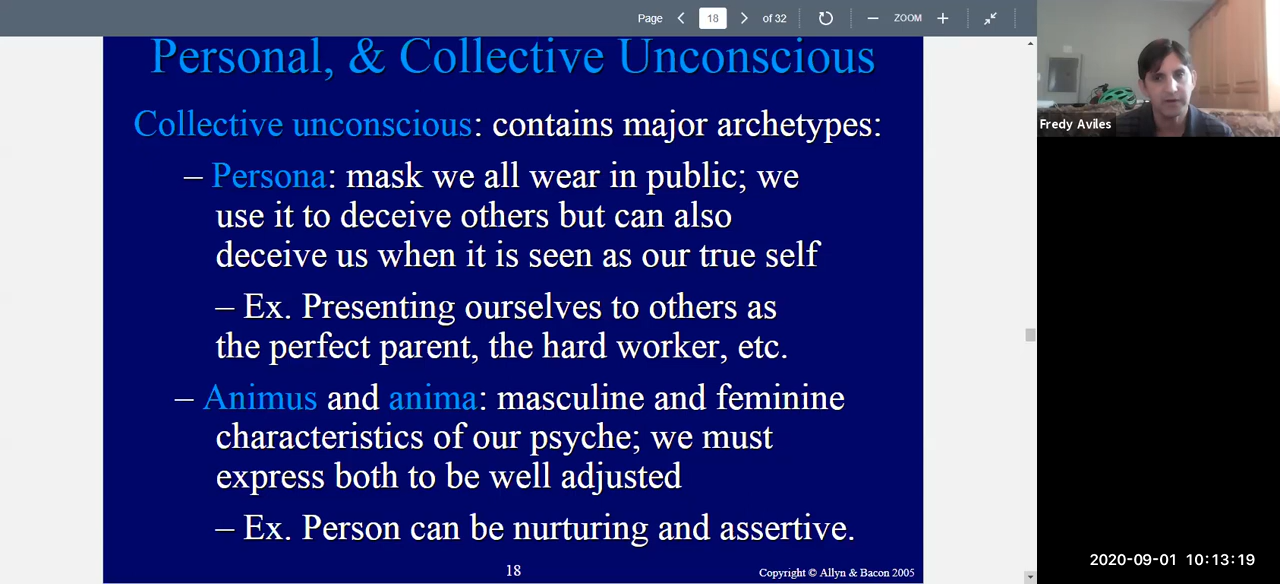 Page 18 of 32 ZOOM
Personal, & Collective Unconscious
Collective unconscious: contains major archetypes:
– Persona: mask we all wear in public; we
use it to deceive others but can also
deceive us when it is seen as our true self
– Ex. Presenting ourselves to others as
the perfect parent, the hard worker, etc.
– Animus and anima: masculine and feminine
characteristics of our psyche; we must
express both to be well adjusted
– Ex. Person can be nurturing and assertive.
18
Copyright © Allyn & Bacon 2005
Fredy Aviles
2020-09-01 10:13:19